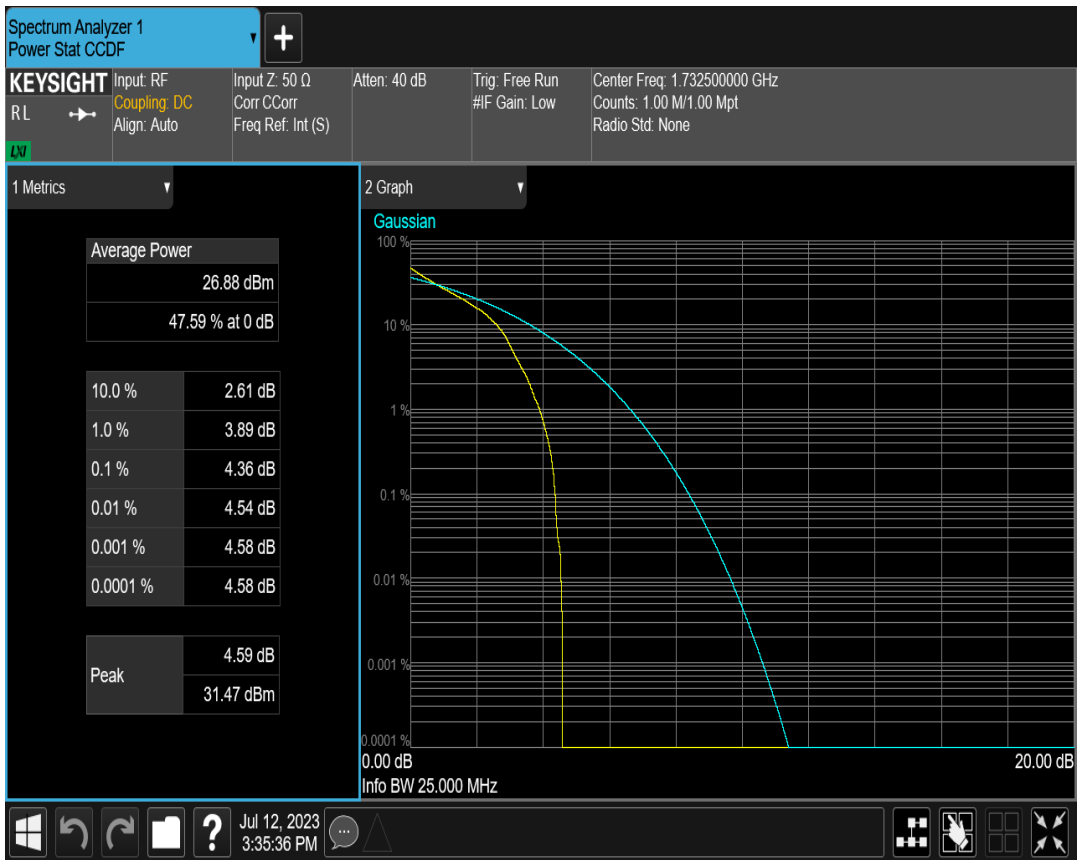 Spectrum Analyzer 1
Power Stat CCDF
KEYSIGHT
RL
LXI
Input: RF
Coupling: DC
Align: Auto
Input Z: 50 Ω
Corr CCorr
Freq Ref: Int (S)
Atten: 40 dB
Trig: Free Run
#IF Gain: Low
Center Freq: 1.732500000 GHz
Counts: 1.00 M/1.00 Mpt
Radio Std: None
1 Metrics
Average Power
26.88 dBm
47.59 % at 0 dB
10.0 % 2.61 dB
1.0 % 3.89 dB
0.1 % 4.36 dB
0.01 % 4.54 dB
0.001 % 4.58 dB
0.0001 % 4.58 dB
Peak
4.59 dB
31.47 dBm
2 Graph
Gaussian
100 %
10 %
1 %
0.1 %
0.01 %
0.001 %
0.0001 %
0.00 dB 20.00 dB
Info BW 25.000 MHz
Jul 12, 2023
3:35:36 PM